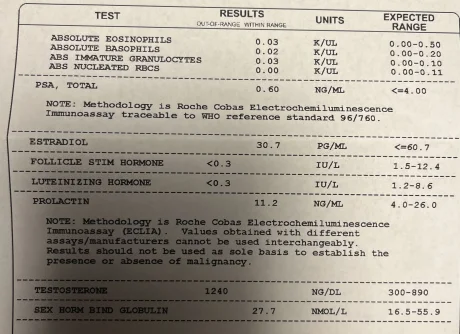 TEST RESULTS UNITS EXPECTED RANGE
OUT-OF-RANGE WITHIN RANGE
ABSOLUTE EOSINOPHILS 0.03 K/UL 0.00-0.50
ABSOLUTE BASOPHILS 0.02 K/UL 0.00-0.20
ABS IMMATURE GRANULOCYTES 0.03 K/UL 0.00-0.10
ABS NUCLEATED RBCS 0.00 K/UL 0.00-0.11
PSA, TOTAL 0.60 NG/ML <=4.00
NOTE: Methodology is Roche Cobas Electrochemiluminescence
Immunoassay traceable to WHO reference standard 96/760.
ESTRADIOL 30.7 PG/ML <=60.7
FOLLICLE STIM HORMONE <0.3 IU/L 1.5-12.4
LUTEINIZING HORMONE <0.3 IU/L 1.2-8.6
PROLACTIN 11.2 NG/ML 4.0-26.0
NOTE: Methodology is Roche Cobas Electrochemiluminescence
Immunoassay (ECLIA). Values obtained with different
assays/manufacturers cannot be used interchangeably.
Results should not be used as sole basis to establish the
presence or absence of malignancy.
TESTOSTERONE 1240 NG/DL 300-890
SEX HORM BIND GLOBULIN 27.7 NMOL/L 16.5-55.9